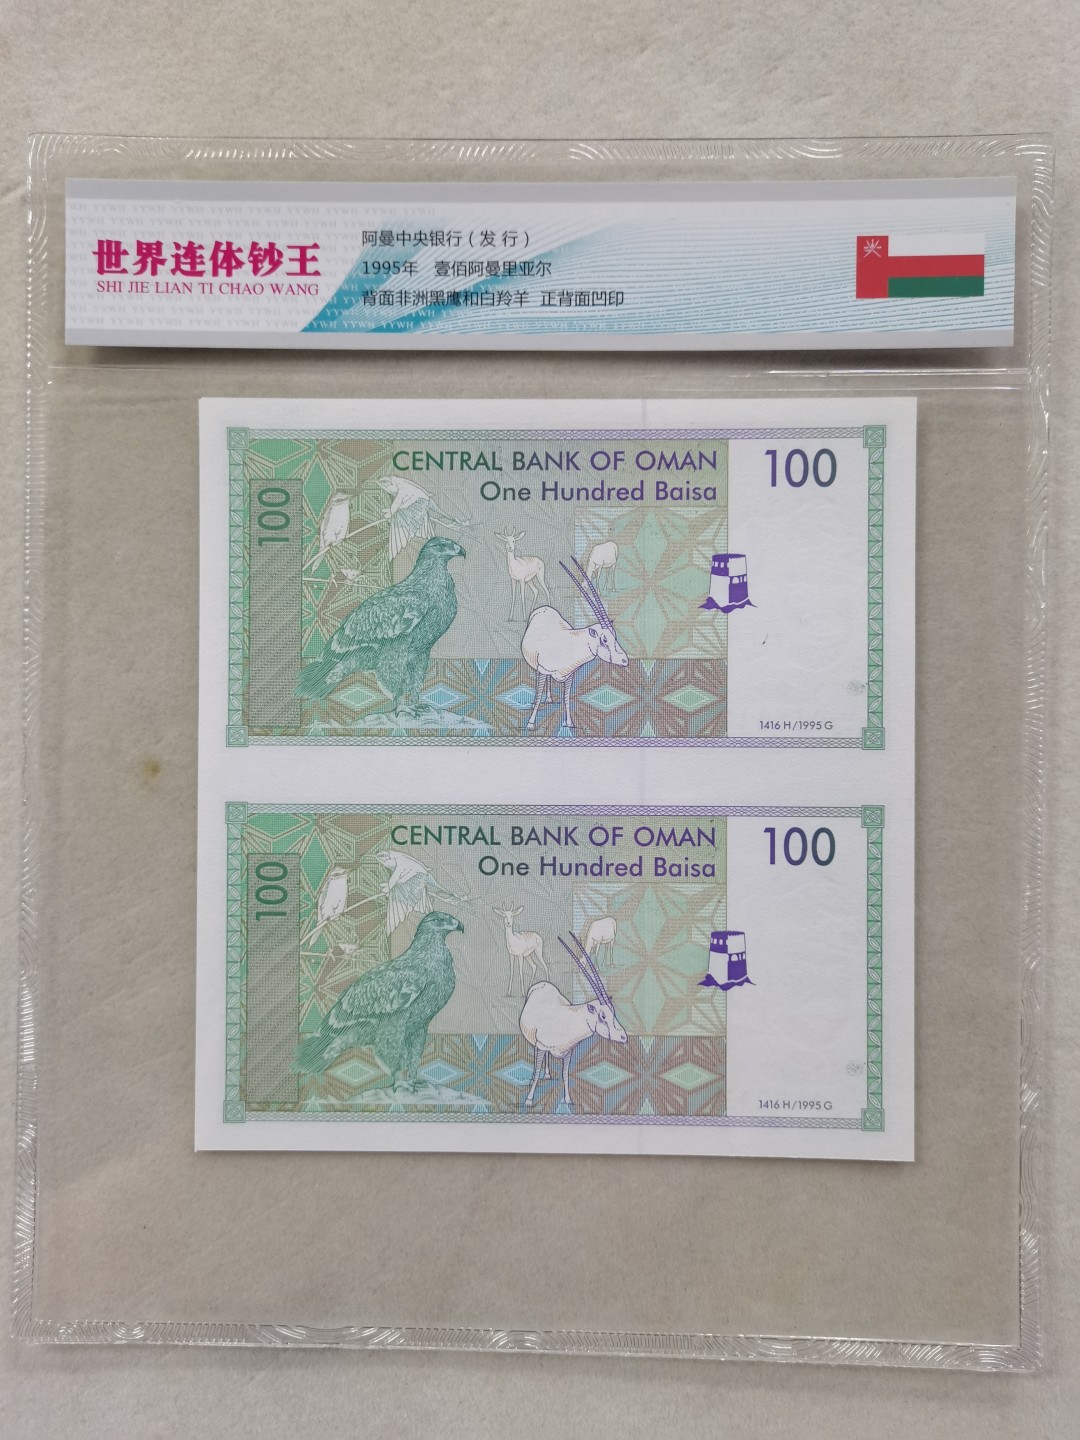 世界连体钞王
SHI JIE LIAN TI CHAO WANG
阿曼中央银行（发 行）
1995年 壹佰阿曼里亚尔
背面非洲黑鹰和白羚羊 正背面凹印
CENTRAL BANK OF OMAN
One Hundred Baisa
100
100
1416 H/1995 G
CENTRAL BANK OF OMAN
One Hundred Baisa
100
100
1416 H/1995 G